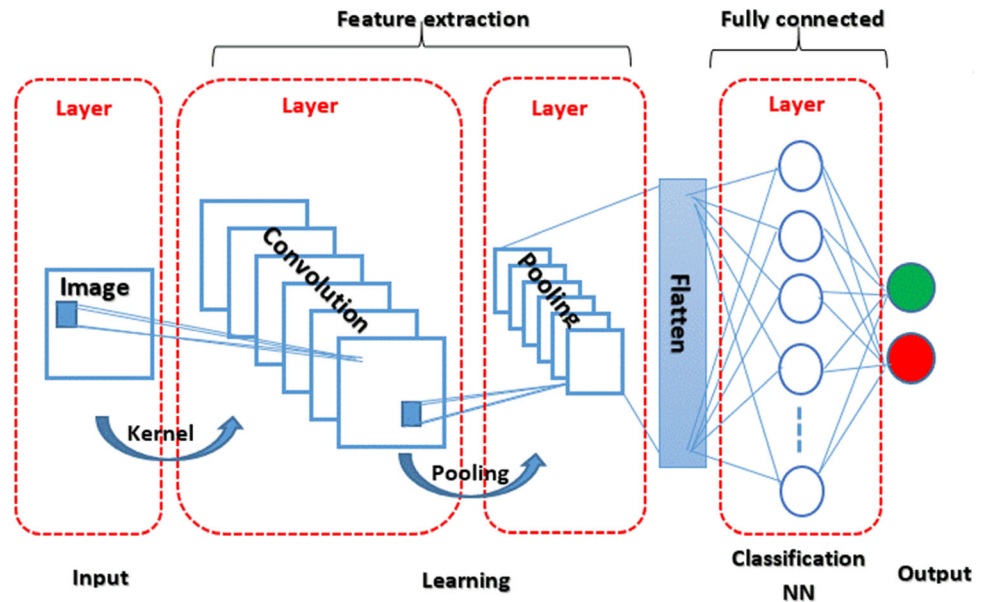 Feature extraction
Fully connected
Layer
Layer
Layer
Layer
Image
Convolution
Pooling
Flatten
Kernel
Pooling
Input
Learning
Classification
NN
Output